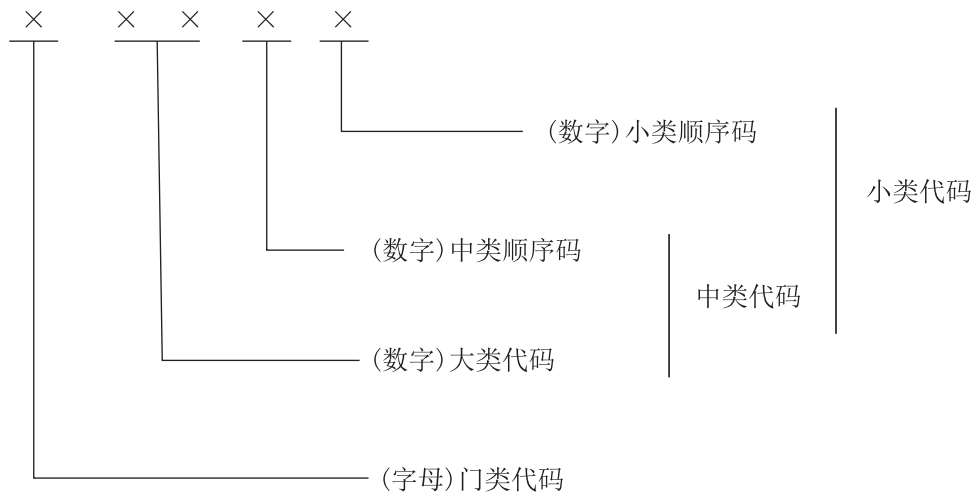 × × × × ×
(数字)小类顺序码
小类代码
(数字)中类顺序码
中类代码
(数字)大类代码
(字母)门类代码